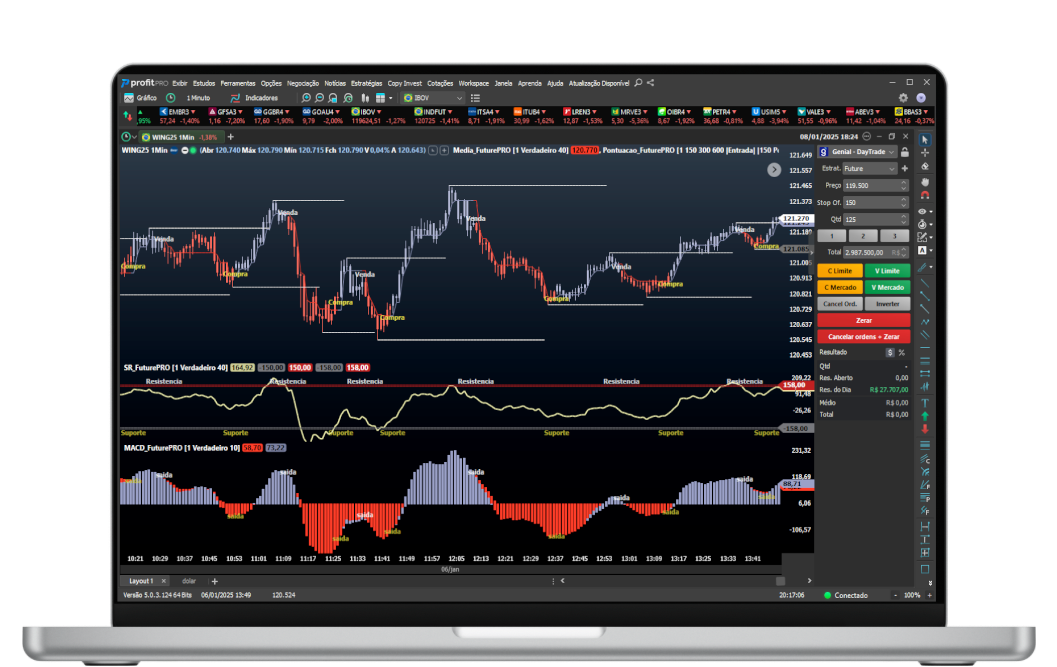 profitPRO Exibir Estudos Ferramentas Opções Negociação Notícias Estratégias Copy Invest Cotações Workspace Janela Aprenda Ajuda Atualização Disponível
Gráfico 1 Minuto Indicadores IBOV
EMBR3 GFSA3 GGBR4 GOAU4 IBOV INDFUT ITSA4 ITUB4 LREN3 MRVE3 OIBR4 PETR4 USIM5 VALE3 ABEV3 BBAS3
95% 57,24 -1,40% 1,16 -7,20% 17,60 -1,90% 9,79 -2,00% 119624,51 -1,27% 120725 -1,41% 8,71 -1,91% 30,99 -1,62% 12,87 -1,53% 5,30 -5,36% 8,67 -1,92% 36,68 -0,81% 4,88 -3,94% 51,55 -0,96% 11,42 -1,04% 24,16 -0,37%
WING25 1Min -1,38% +
08/01/2025 18:24
WING25 1Min (Abr 120.740 Máx 120.790 Min 120.715 Fch 120.790 V 0,04% A 120.643) Media_FuturePRO [1 Verdadeiro 40] 120.770 Pontuacao_FuturePRO [1 150 300 600 |Entrada| |150
121.649
121.557
121.465
121.373
121.270
121.189
121.085
120.913
120.821
120.729
120.637
120.545
120.453
Venda
Venda
Venda
Venda
Venda
Venda
Compra
Compra
Compra
Compra
Compra
Compra
Compra
SR_FuturePRO [1 Verdadeiro 40] 164,92 -150,00 150,00 -158,00 158,00
Resistencia Resistencia Resistencia Resistencia Resistencia Resistencia
209,22
158,00
91,48
-26,26
-158,00
Suporte Suporte Suporte Suporte Suporte Suporte Suporte
MACD_FuturePRO [1 Verdadeiro 10] 58,70 73,22
231,32
118,69
88,71
6,06
-106,57
saida saida saida saida saida saida
saida saida saida saida saida saida saida
10:21 10:29 10:37 10:45 10:53 11:01 11:09 11:17 11:25 11:33 11:41 11:49 11:57 12:05 12:13 12:21 12:29 12:37 12:45 12:53 13:01 13:09 13:17 13:25 13:33 13:41
06/jan
Layout 1 × dolar +
Versão 5.0.3.124 64 Bits 06/01/2025 13:49 120.524
20:17:06 Conectado - 100% +
Genial - DayTrade
Estrat. Future +
Preço 119.500
Stop Of. 150
Qtd 125
1 2 3
Total 2.987.500,00 R$
C Limite V Limite
C Mercado V Mercado
Cancel Ord. Inverter
Zerar
Cancelar ordens + Zerar
Resultado $ %
Qtd -
Res. Aberto 0,00
Res. do Dia R$ 27.707,00
Médio R$ 0,00
Total R$ 0,00